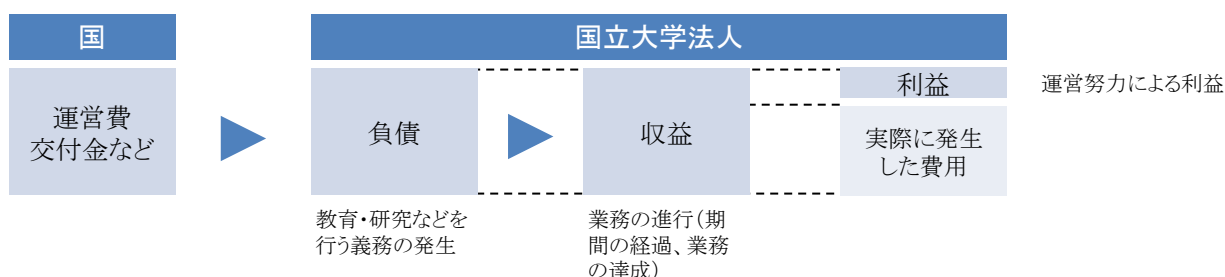 国
国立大学法人
運営費
交付金など
負債
収益
利益
運営努力による利益
実際に発生
した費用
教育・研究などを
行う義務の発生
業務の進行(期
間の経過、業務
の達成)